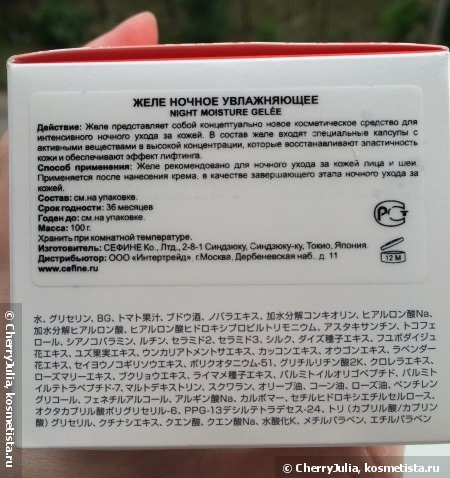 ЖЕЛЕ НОЧНОЕ УВЛАЖНЯЮЩЕЕ
NIGHT MOISTURE GELÉE
Действие: Желе представляет собой концептуально новое косметическое средство для
интенсивного ночного ухода за кожей. В состав желе входят специальные капсулы с
активными веществами в высокой концентрации, которые восстанавливают эластичность
кожи и обеспечивают эффект лифтинга.
Способ применения: Желе рекомендовано для ночного ухода за кожей лица и шеи.
Применяется после нанесения крема, в качестве завершающего этапа ночного ухода за
кожей.
Состав: см.на упаковке.
Срок годности: 36 месяцев
Годен до: см.на упаковке.
Масса: 100 г.
Хранить при комнатной температуре.
Изготовитель: СЕФИНЕ Ко., Лтд., 2-8-1 Синдзюку, Синдзюку-ку, Токио, Япония.
Дистрибьютор: ООО «Интертрейд» г.Москва, Дербеневская наб., д. 11
www.cefine.ru
12 M
水、グリセリン、BG、トマト果汁、ブドウ酒、ノバラエキス、加水分解コンキオリン、ヒアルロン酸Na、
加水分解ヒアルロン酸、ヒアルロン酸ヒドロキシプロピルトリモニウム、アスタキサンチン、トコフェ
ロール、シアノコバラミン、ルチン、セラミド2、セラミド3、シルク、ダイズ種子エキス、フユボダイジュ
花エキス、ユズ果実エキス、ウンカリアトメントサエキス、カッコンエキス、オウゴンエキス、ラベンダー
花エキス、セイヨウノコギリソウエキス、ポリクオタニウム-51、グリチルリチン酸2K、クロレラエキス、
ローズマリーエキス、ブクリョウエキス、ライマメ種子エキス、パルミトイルオリゴペプチド、パルミト
イルテトラペプチド-7、マルトデキストリン、スクワラン、オリーブ油、コーン油、ローズ油、ペンチレン
グリコール、フェネチルアルコール、アルギン酸Na、カルボマー、セチルヒドロキシエチルセルロース、
オクタカプリル酸ポリグリセリル-6、PPG-13デシルテトラデセス-24、トリ（カプリル/カプリン
酸）グリセリル、クチナシエキス、クエン酸、クエン酸Na、水酸化K、メチルパラベン、エチルパラベン
© CherryJulia, kosmetista.ru
© CherryJulia, kosmetista.ru